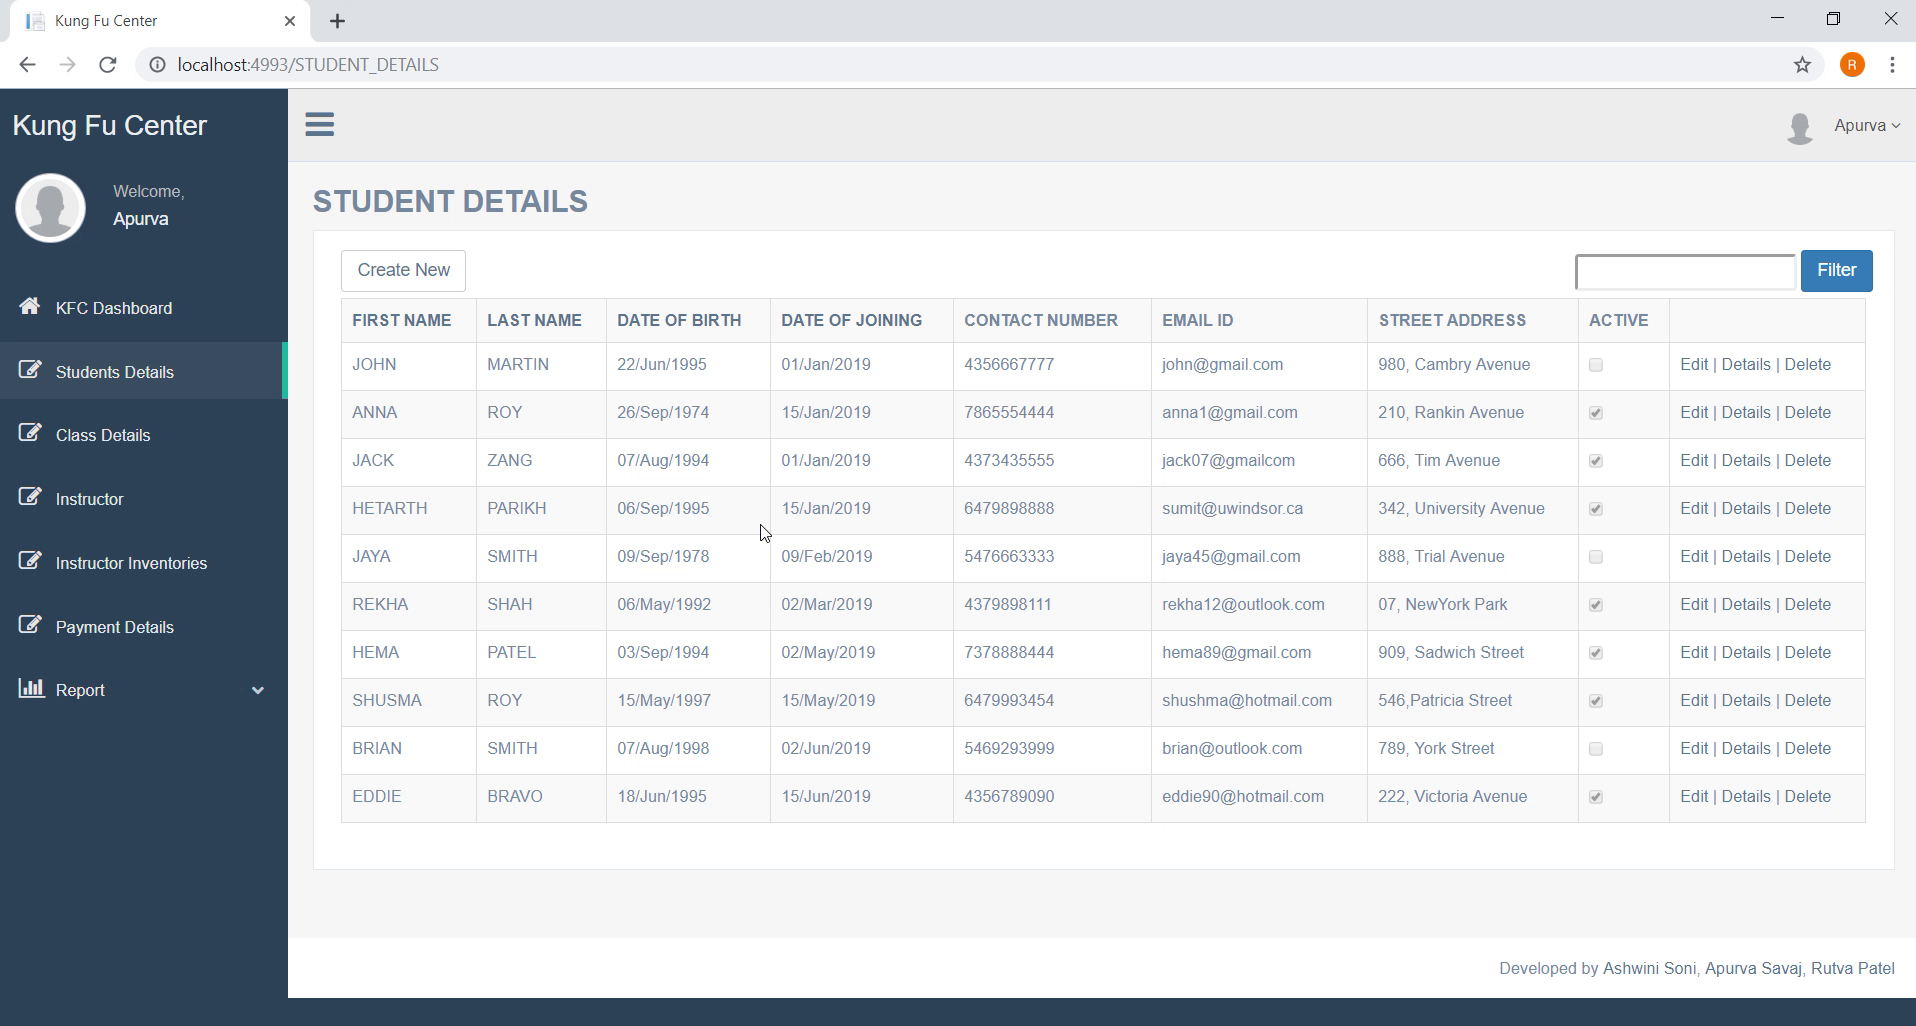 Kung Fu Center
localhost:4993/STUDENT_DETAILS
R
Kung Fu Center
Apurva
Welcome,
Apurva
KFC Dashboard
Students Details
Class Details
Instructor
Instructor Inventories
Payment Details
Report
STUDENT DETAILS
Create New
Filter
FIRST NAME LAST NAME DATE OF BIRTH DATE OF JOINING CONTACT NUMBER EMAIL ID STREET ADDRESS ACTIVE
JOHN MARTIN 22/Jun/1995 01/Jan/2019 4356667777 john@gmail.com 980, Cambry Avenue Edit | Details | Delete
ANNA ROY 26/Sep/1974 15/Jan/2019 7865554444 anna1@gmail.com 210, Rankin Avenue Edit | Details | Delete
JACK ZANG 07/Aug/1994 01/Jan/2019 4373435555 jack07@gmailcom 666, Tim Avenue Edit | Details | Delete
HETARTH PARIKH 06/Sep/1995 15/Jan/2019 6479898888 sumit@uwindsor.ca 342, University Avenue Edit | Details | Delete
JAYA SMITH 09/Sep/1978 09/Feb/2019 5476663333 jaya45@gmail.com 888, Trial Avenue Edit | Details | Delete
REKHA SHAH 06/May/1992 02/Mar/2019 4379898111 rekha12@outlook.com 07, NewYork Park Edit | Details | Delete
HEMA PATEL 03/Sep/1994 02/May/2019 7378888444 hema89@gmail.com 909, Sadwich Street Edit | Details | Delete
SHUSMA ROY 15/May/1997 15/May/2019 6479993454 shushma@hotmail.com 546,Patricia Street Edit | Details | Delete
BRIAN SMITH 07/Aug/1998 02/Jun/2019 5469293999 brian@outlook.com 789, York Street Edit | Details | Delete
EDDIE BRAVO 18/Jun/1995 15/Jun/2019 4356789090 eddie90@hotmail.com 222, Victoria Avenue Edit | Details | Delete
Developed by Ashwini Soni, Apurva Savaj, Rutva Patel